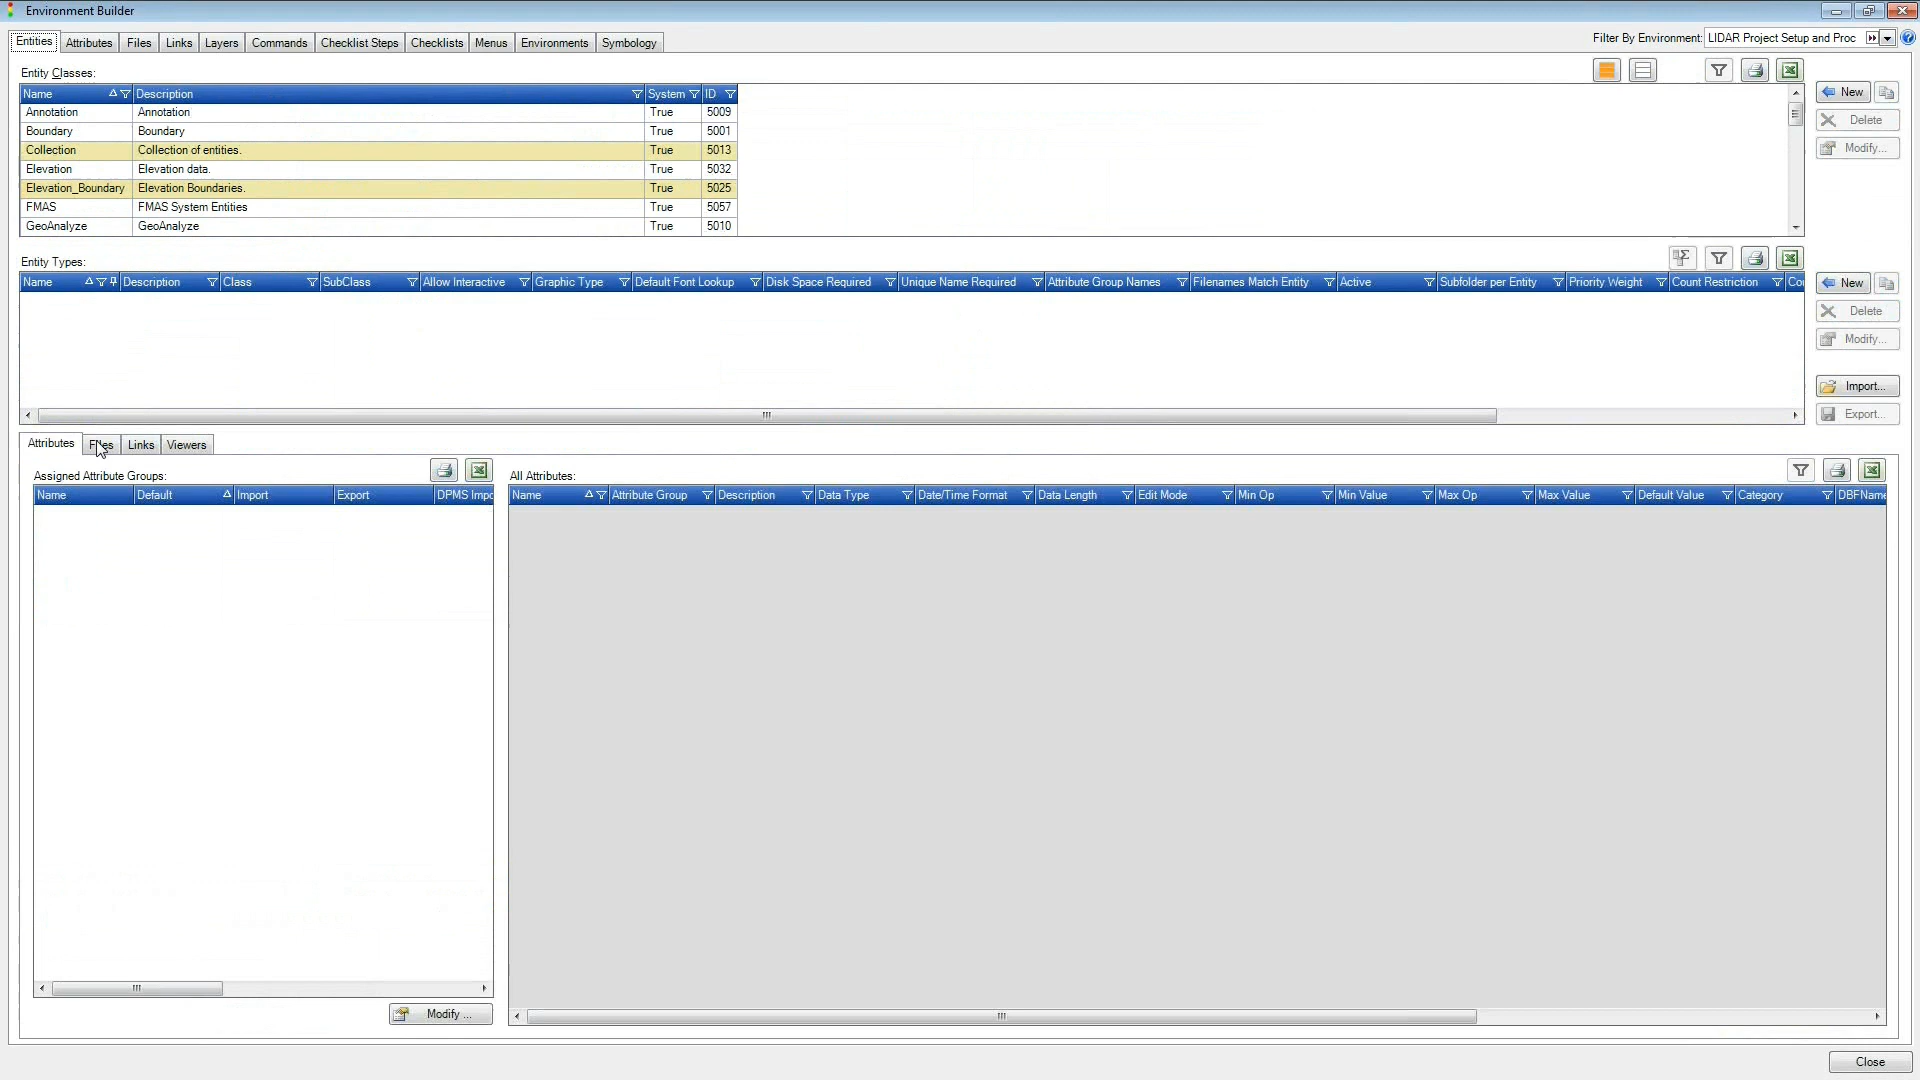 Environment Builder
Entities Attributes Files Links Layers Commands Checklist Steps Checklists Menus Environments Symbology
Filter By Environment: LIDAR Project Setup and Proc
Entity Classes:
Name Description System ID
Annotation Annotation True 5009
Boundary Boundary True 5001
Collection Collection of entities. True 5013
Elevation Elevation data. True 5032
Elevation_Boundary Elevation Boundaries. True 5025
FMAS FMAS System Entities True 5057
GeoAnalyze GeoAnalyze True 5010
New
Delete
Modify...
Entity Types:
Name Description Class SubClass Allow Interactive Graphic Type Default Font Lookup Disk Space Required Unique Name Required Attribute Group Names Filenames Match Entity Active Subfolder per Entity Priority Weight Count Restriction Cou
New
Delete
Modify...
Import...
Export...
Attributes Files Links Viewers
Assigned Attribute Groups:
Name Default Import Export DPMS Impo
Modify ...
All Attributes:
Name Attribute Group Description Data Type Date/Time Format Data Length Edit Mode Min Op Min Value Max Op Max Value Default Value Category DBFName
Close